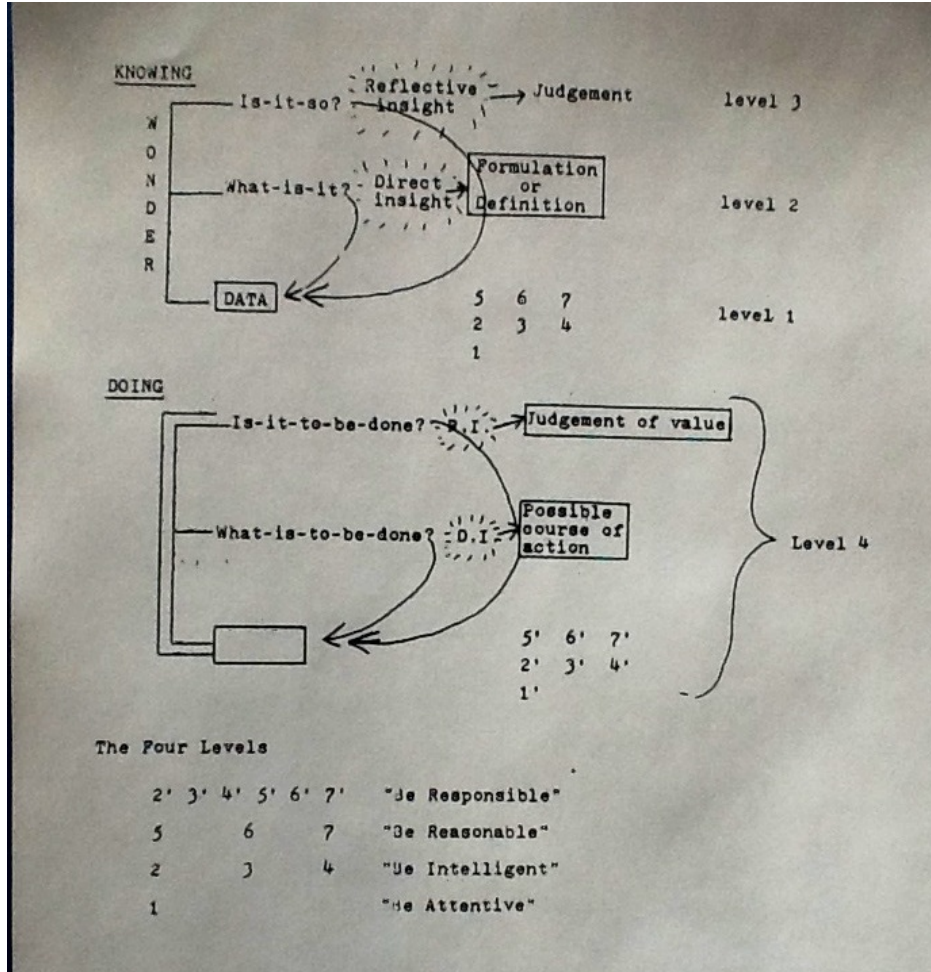 KNOWING
Is-it-so?
Reflective
insight
Judgement
level 3
WONDER
What-is-it?
Direct
insight
Formulation
or
Definition
level 2
DATA
5 6 7
2 3 4
1
level 1
DOING
Is-it-to-be-done?
R.I.
Judgement of value
What-is-to-be-done?
D.I
Possible
course of
action
Level 4
5' 6' 7'
2' 3' 4'
1'
The Four Levels
2' 3' 4' 5' 6' 7' "Be Responsible"
5 6 7 "Be Reasonable"
2 3 4 "Be Intelligent"
1 "Be Attentive"